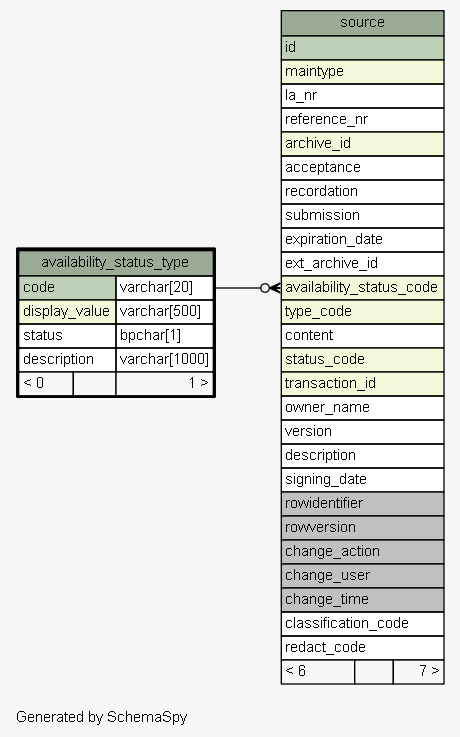 source
id
maintype
la_nr
reference_nr
archive_id
acceptance
recordation
submission
expiration_date
ext_archive_id
availability_status_code
type_code
content
status_code
transaction_id
owner_name
version
description
signing_date
rowidentifier
rowversion
change_action
change_user
change_time
classification_code
redact_code
< 6 7 >
availability_status_type
code varchar[20]
display_value varchar[500]
status bpchar[1]
description varchar[1000]
< 0 1 >
Generated by SchemaSpy